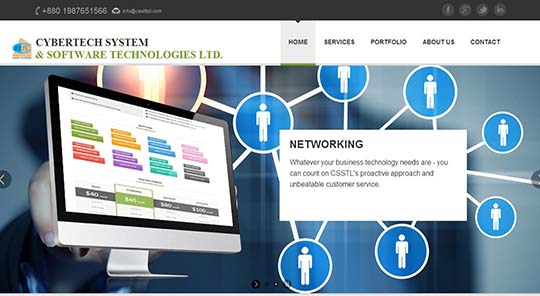 +880 1987651566 info@csstltd.com
CYBERTECH SYSTEM
& SOFTWARE TECHNOLOGIES LTD.
HOME SERVICES PORTFOLIO ABOUT US CONTACT
NETWORKING
Whatever your business technology needs are - you
can count on CSSTL's proactive approach and
unbeatable customer service.
$40 $60 $80 $100